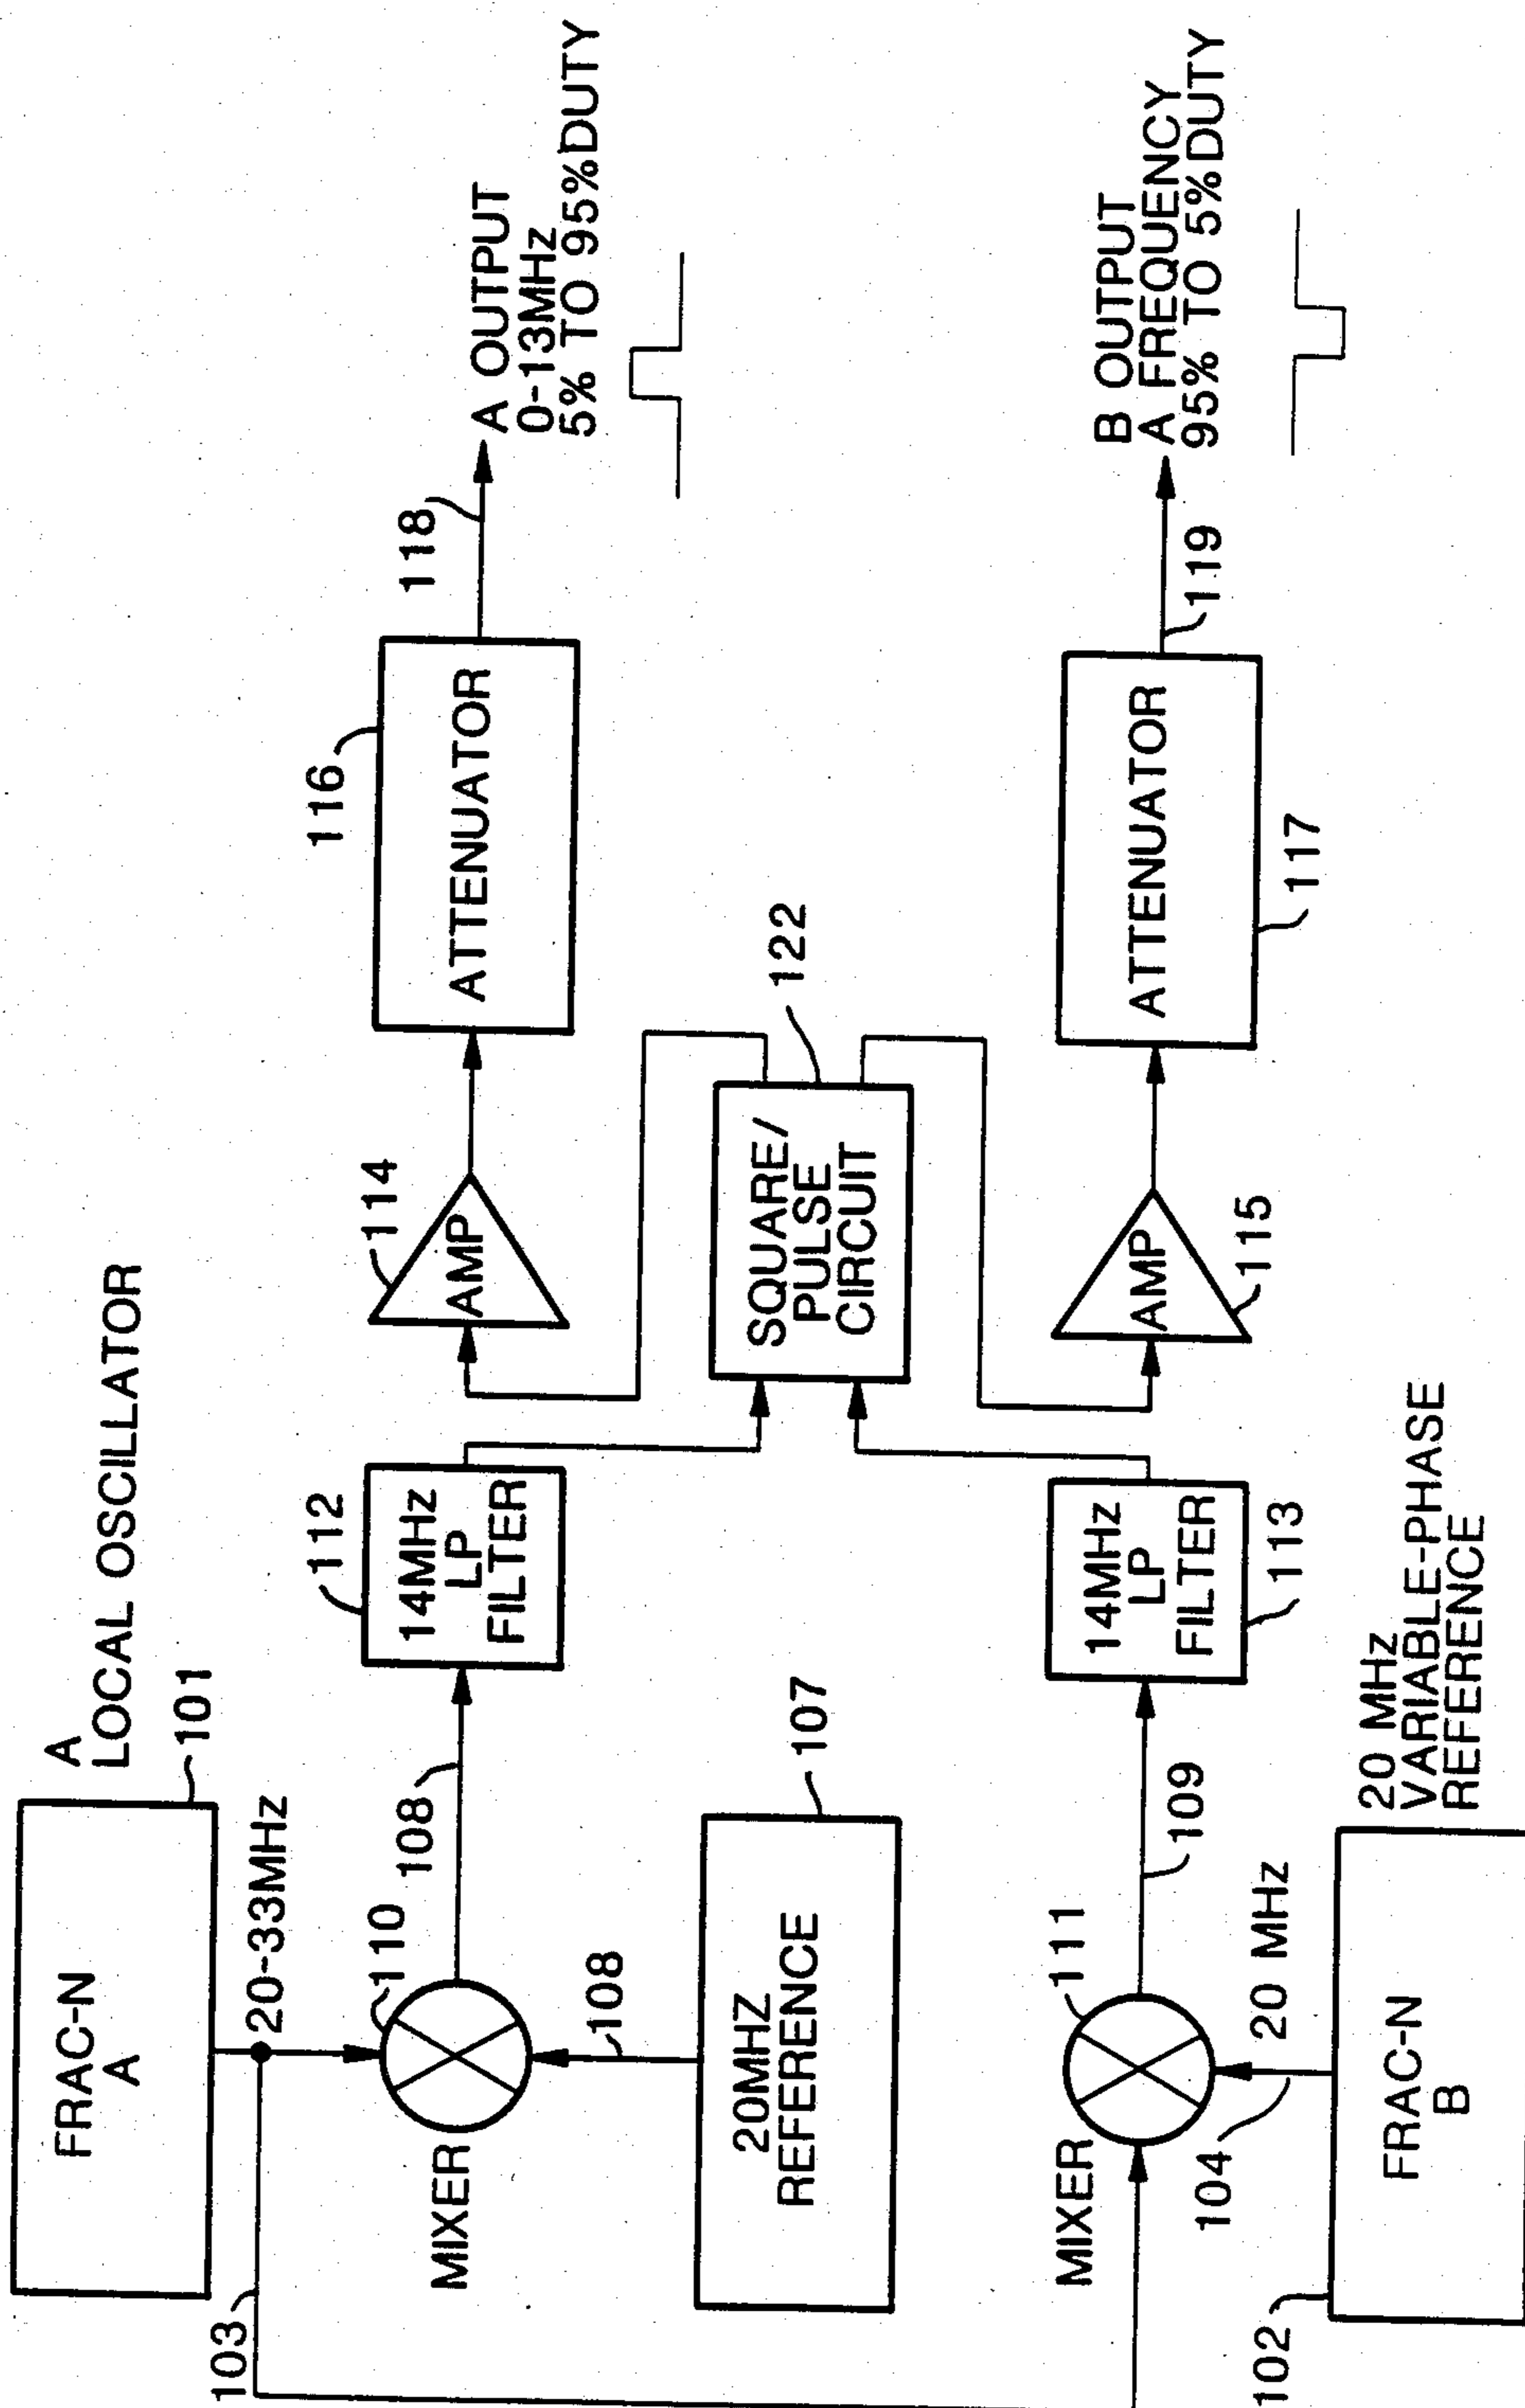 A
LOCAL OSCILLATOR
101
FRAC-N
A
20-33MHz
103
110
MIXER
108
108
20MHZ
REFERENCE
107
112
14MHz
LP
FILTER
114
AMP
116
ATTENUATOR
118
A OUTPUT
0-13MHz
5% TO 95%DUTY
SQUARE/
PULSE
CIRCUIT
122
MIXER
111
109
104
20 MHz
102
FRAC-N
B
20 MHz
VARIABLE-PHASE
REFERENCE
14MHz
LP
FILTER
113
AMP
115
ATTENUATOR
117
119
B OUTPUT
A FREQUENCY
95% TO 5%DUTY